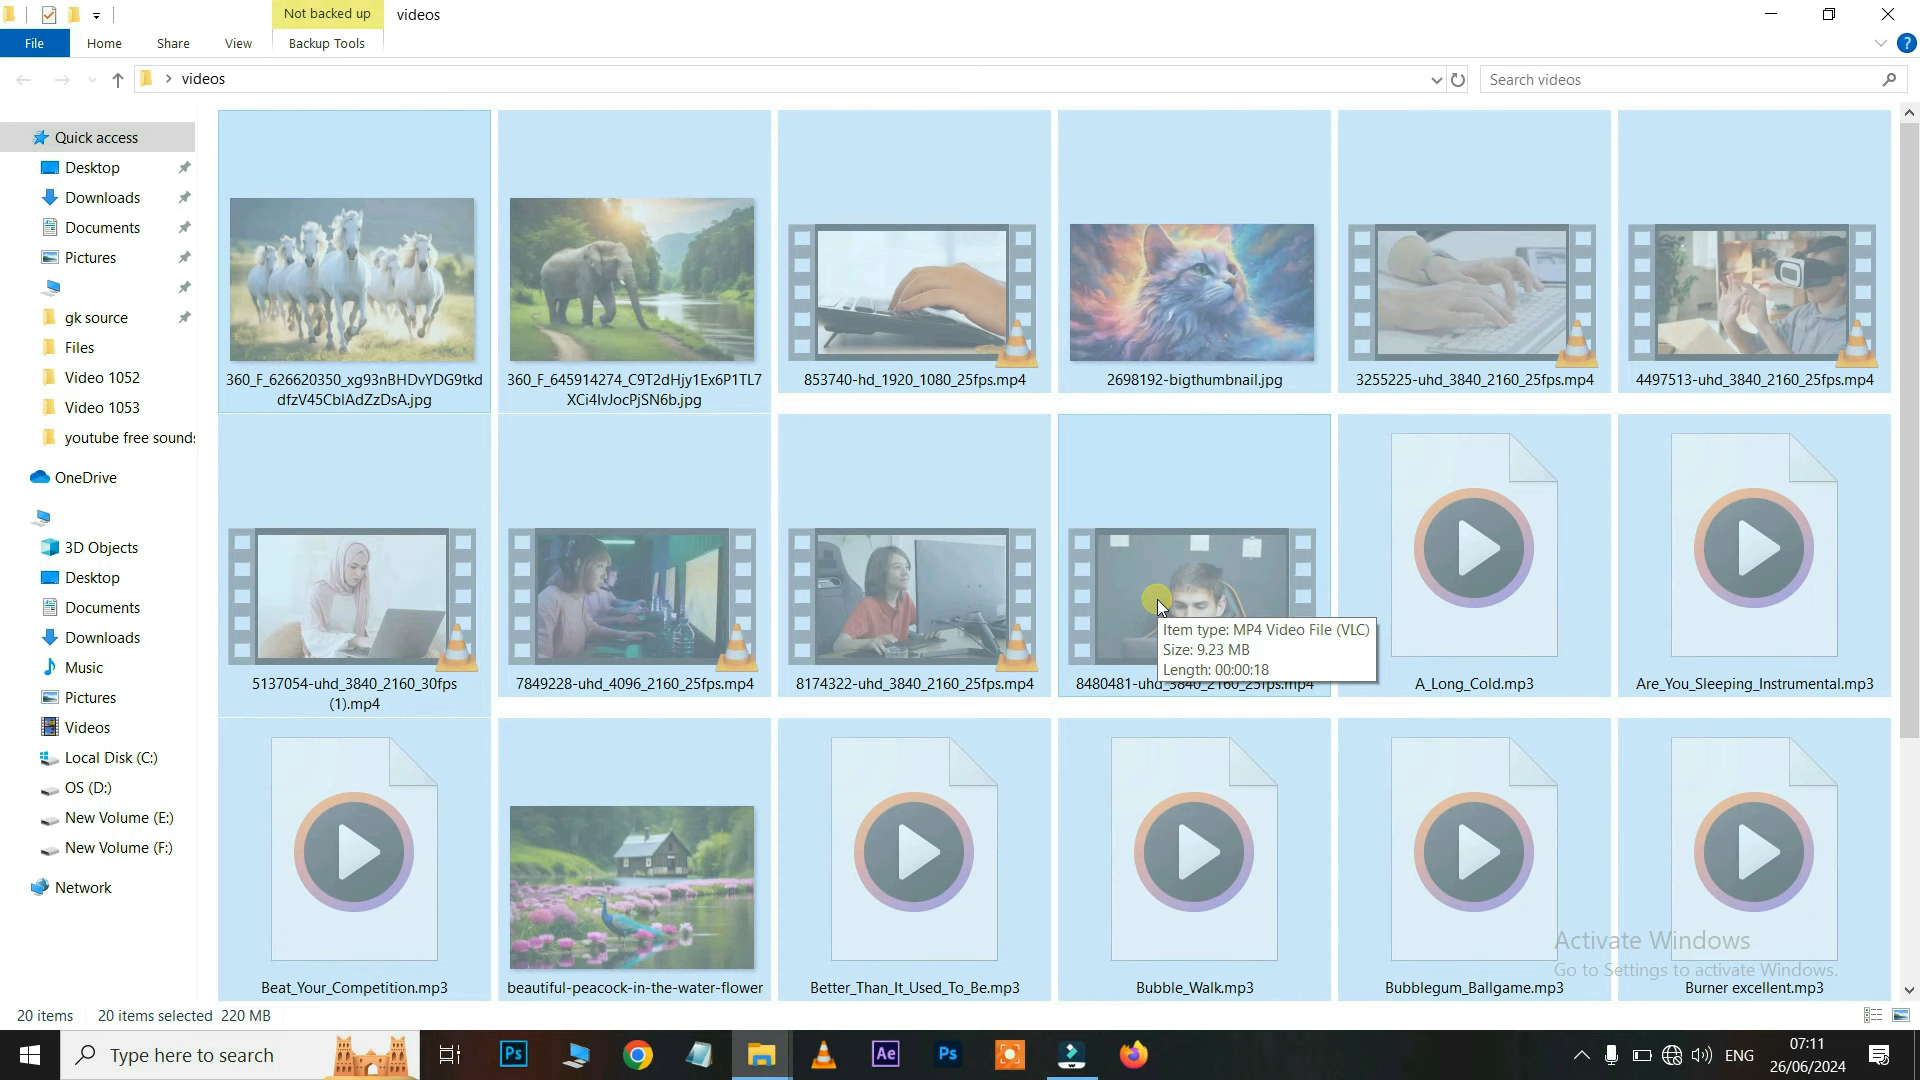 Not backed up
videos
File
Home
Share
View
Backup Tools
videos
Search videos
Quick access
Desktop
Downloads
Documents
Pictures
gk source
Files
Video 1052
Video 1053
youtube free sound
OneDrive
3D Objects
Desktop
Documents
Downloads
Music
Pictures
Videos
Local Disk (C:)
OS (D:)
New Volume (E:)
New Volume (F:)
Network
360_F_626620350_xg93nBHDvYDG9tkd
dfzV45CblAdZzDsA.jpg
360_F_645914274_C9T2dHjy1Ex6P1TL7
XCi4IvJocPjSN6b.jpg
853740-hd_1920_1080_25fps.mp4
2698192-bigthumbnail.jpg
3255225-uhd_3840_2160_25fps.mp4
4497513-uhd_3840_2160_25fps.mp4
5137054-uhd_3840_2160_30fps
(1).mp4
7849228-uhd_4096_2160_25fps.mp4
8174322-uhd_3840_2160_25fps.mp4
8480481-uhd_3840_2160_25fps.mp4
Item type: MP4 Video File (VLC)
Size: 9.23 MB
Length: 00:00:18
A_Long_Cold.mp3
Are_You_Sleeping_Instrumental.mp3
Beat_Your_Competition.mp3
beautiful-peacock-in-the-water-flower
Better_Than_It_Used_To_Be.mp3
Bubble_Walk.mp3
Bubblegum_Ballgame.mp3
Burner excellent.mp3
Activate Windows
Go to Settings to activate Windows.
20 items
20 items selected 220 MB
Type here to search
Ps
Ae
Ps
ENG
07:11
26/06/2024